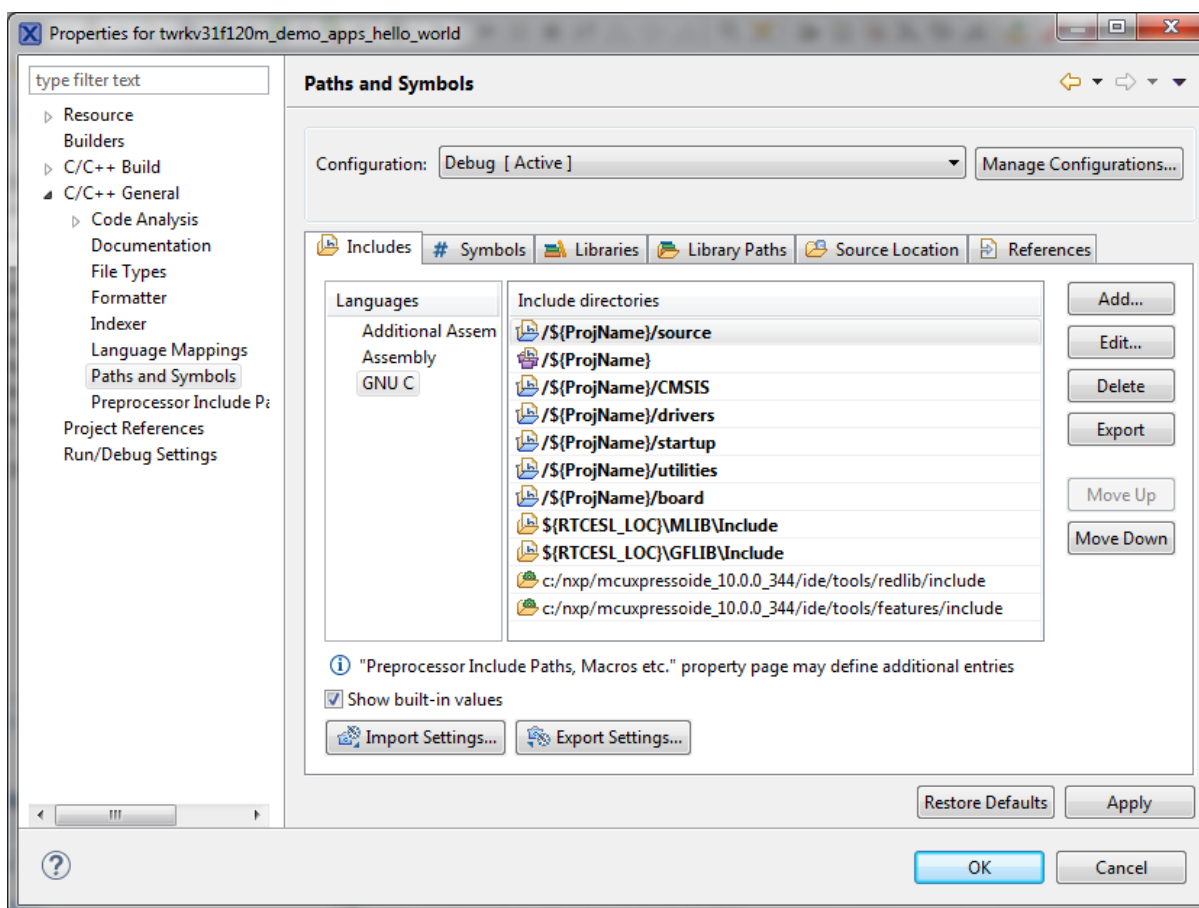 Properties for twrkv31f120m_demo_apps_hello_world
type filter text
Resource
Builders
C/C++ Build
C/C++ General
Code Analysis
Documentation
File Types
Formatter
Indexer
Language Mappings
Paths and Symbols
Preprocessor Include Pa
Project References
Run/Debug Settings
Paths and Symbols
Configuration: Debug [ Active ] Manage Configurations...
Includes # Symbols Libraries Library Paths Source Location References
Languages
Additional Assem
Assembly
GNU C
Include directories
/${ProjName}/source
/${ProjName}
/${ProjName}/CMSIS
/${ProjName}/drivers
/${ProjName}/startup
/${ProjName}/utilities
/${ProjName}/board
${RTCESL_LOC}\MLIB\Include
${RTCESL_LOC}\GFLIB\Include
c:/nxp/mcuxpressoide_10.0.0_344/ide/tools/redlib/include
c:/nxp/mcuxpressoide_10.0.0_344/ide/tools/features/include
Add...
Edit...
Delete
Export
Move Up
Move Down
"Preprocessor Include Paths, Macros etc." property page may define additional entries
Show built-in values
Import Settings... Export Settings...
Restore Defaults Apply
OK Cancel